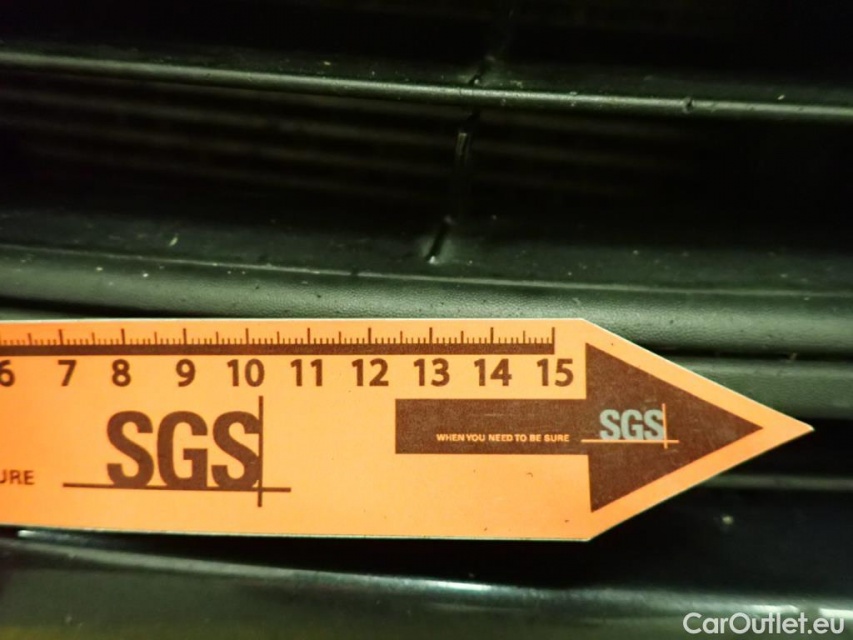 6 7 8 9 10 11 12 13 14 15
SGS
WHEN YOU NEED TO BE SURE
SGS
URE
CarOutlet.eu